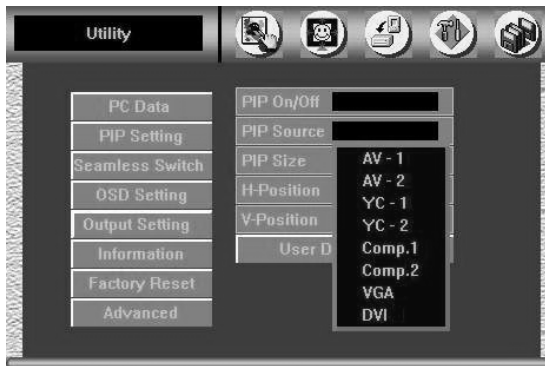 Utility
PC Data
PIP Setting
Seamless Switch
OSD Setting
Output Setting
Information
Factory Reset
Advanced
PIP On/Off
PIP Source
PIP Size
H-Position
V-Position
User D
AV - 1
AV - 2
YC - 1
YC - 2
Comp.1
Comp.2
VGA
DVI